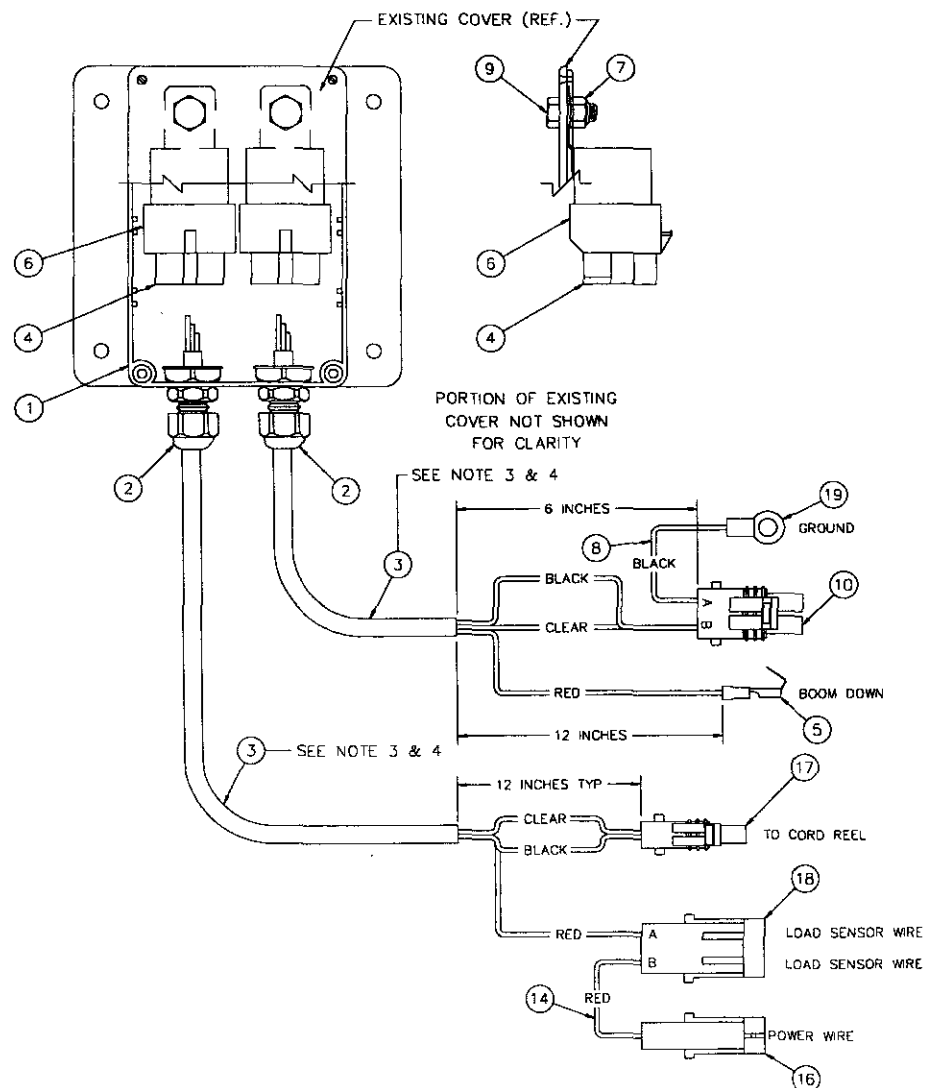 EXISTING COVER (REF.)
9
7
6
6
4
4
1
PORTION OF EXISTING
COVER NOT SHOWN
FOR CLARITY
2
2
SEE NOTE 3 & 4
6 INCHES
19
GROUND
8
BLACK
3
BLACK
A
10
CLEAR
B
RED
BOOM DOWN
5
12 INCHES
3
SEE NOTE 3 & 4
17
12 INCHES TYP
CLEAR
TO CORD REEL
BLACK
18
RED
A
LOAD SENSOR WIRE
B
LOAD SENSOR WIRE
14
RED
POWER WIRE
16